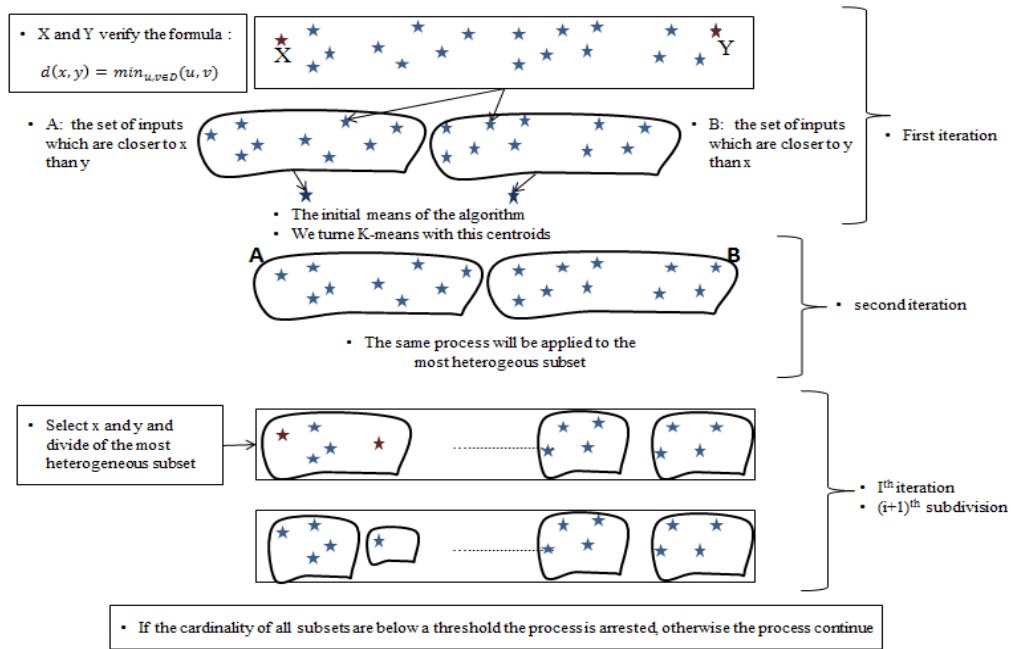 • X and Y verify the formula :
d(x, y) = min_{u,v∈D}(u, v)
X
Y
• A: the set of inputs
which are closer to x
than y
• B: the set of inputs
which are closer to y
than x
• First iteration
• The initial means of the algorithm
• We turne K-means with this centroids
A
B
• second iteration
• The same process will be applied to the
most heterogeous subset
• Select x and y and
divide of the most
heterogeneous subset
• Iᵗʰ iteration
• (i+1)ᵗʰ subdivision
• If the cardinality of all subsets are below a threshold the process is arrested, otherwise the process continue